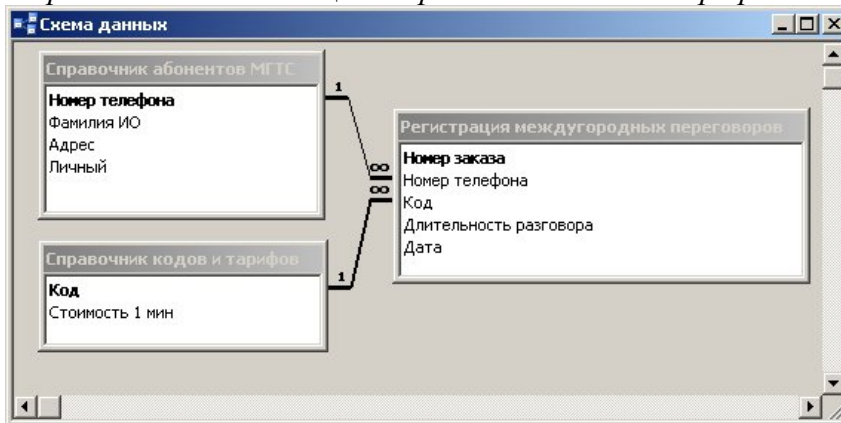 Схема данных
Справочник абонентов МГТС
Номер телефона
Фамилия ИО
Адрес
Личный
Справочник кодов и тарифов
Код
Стоимость 1 мин
Регистрация междугородных переговоров
Номер заказа
Номер телефона
Код
Длительность разговора
Дата
1
∞
∞
1